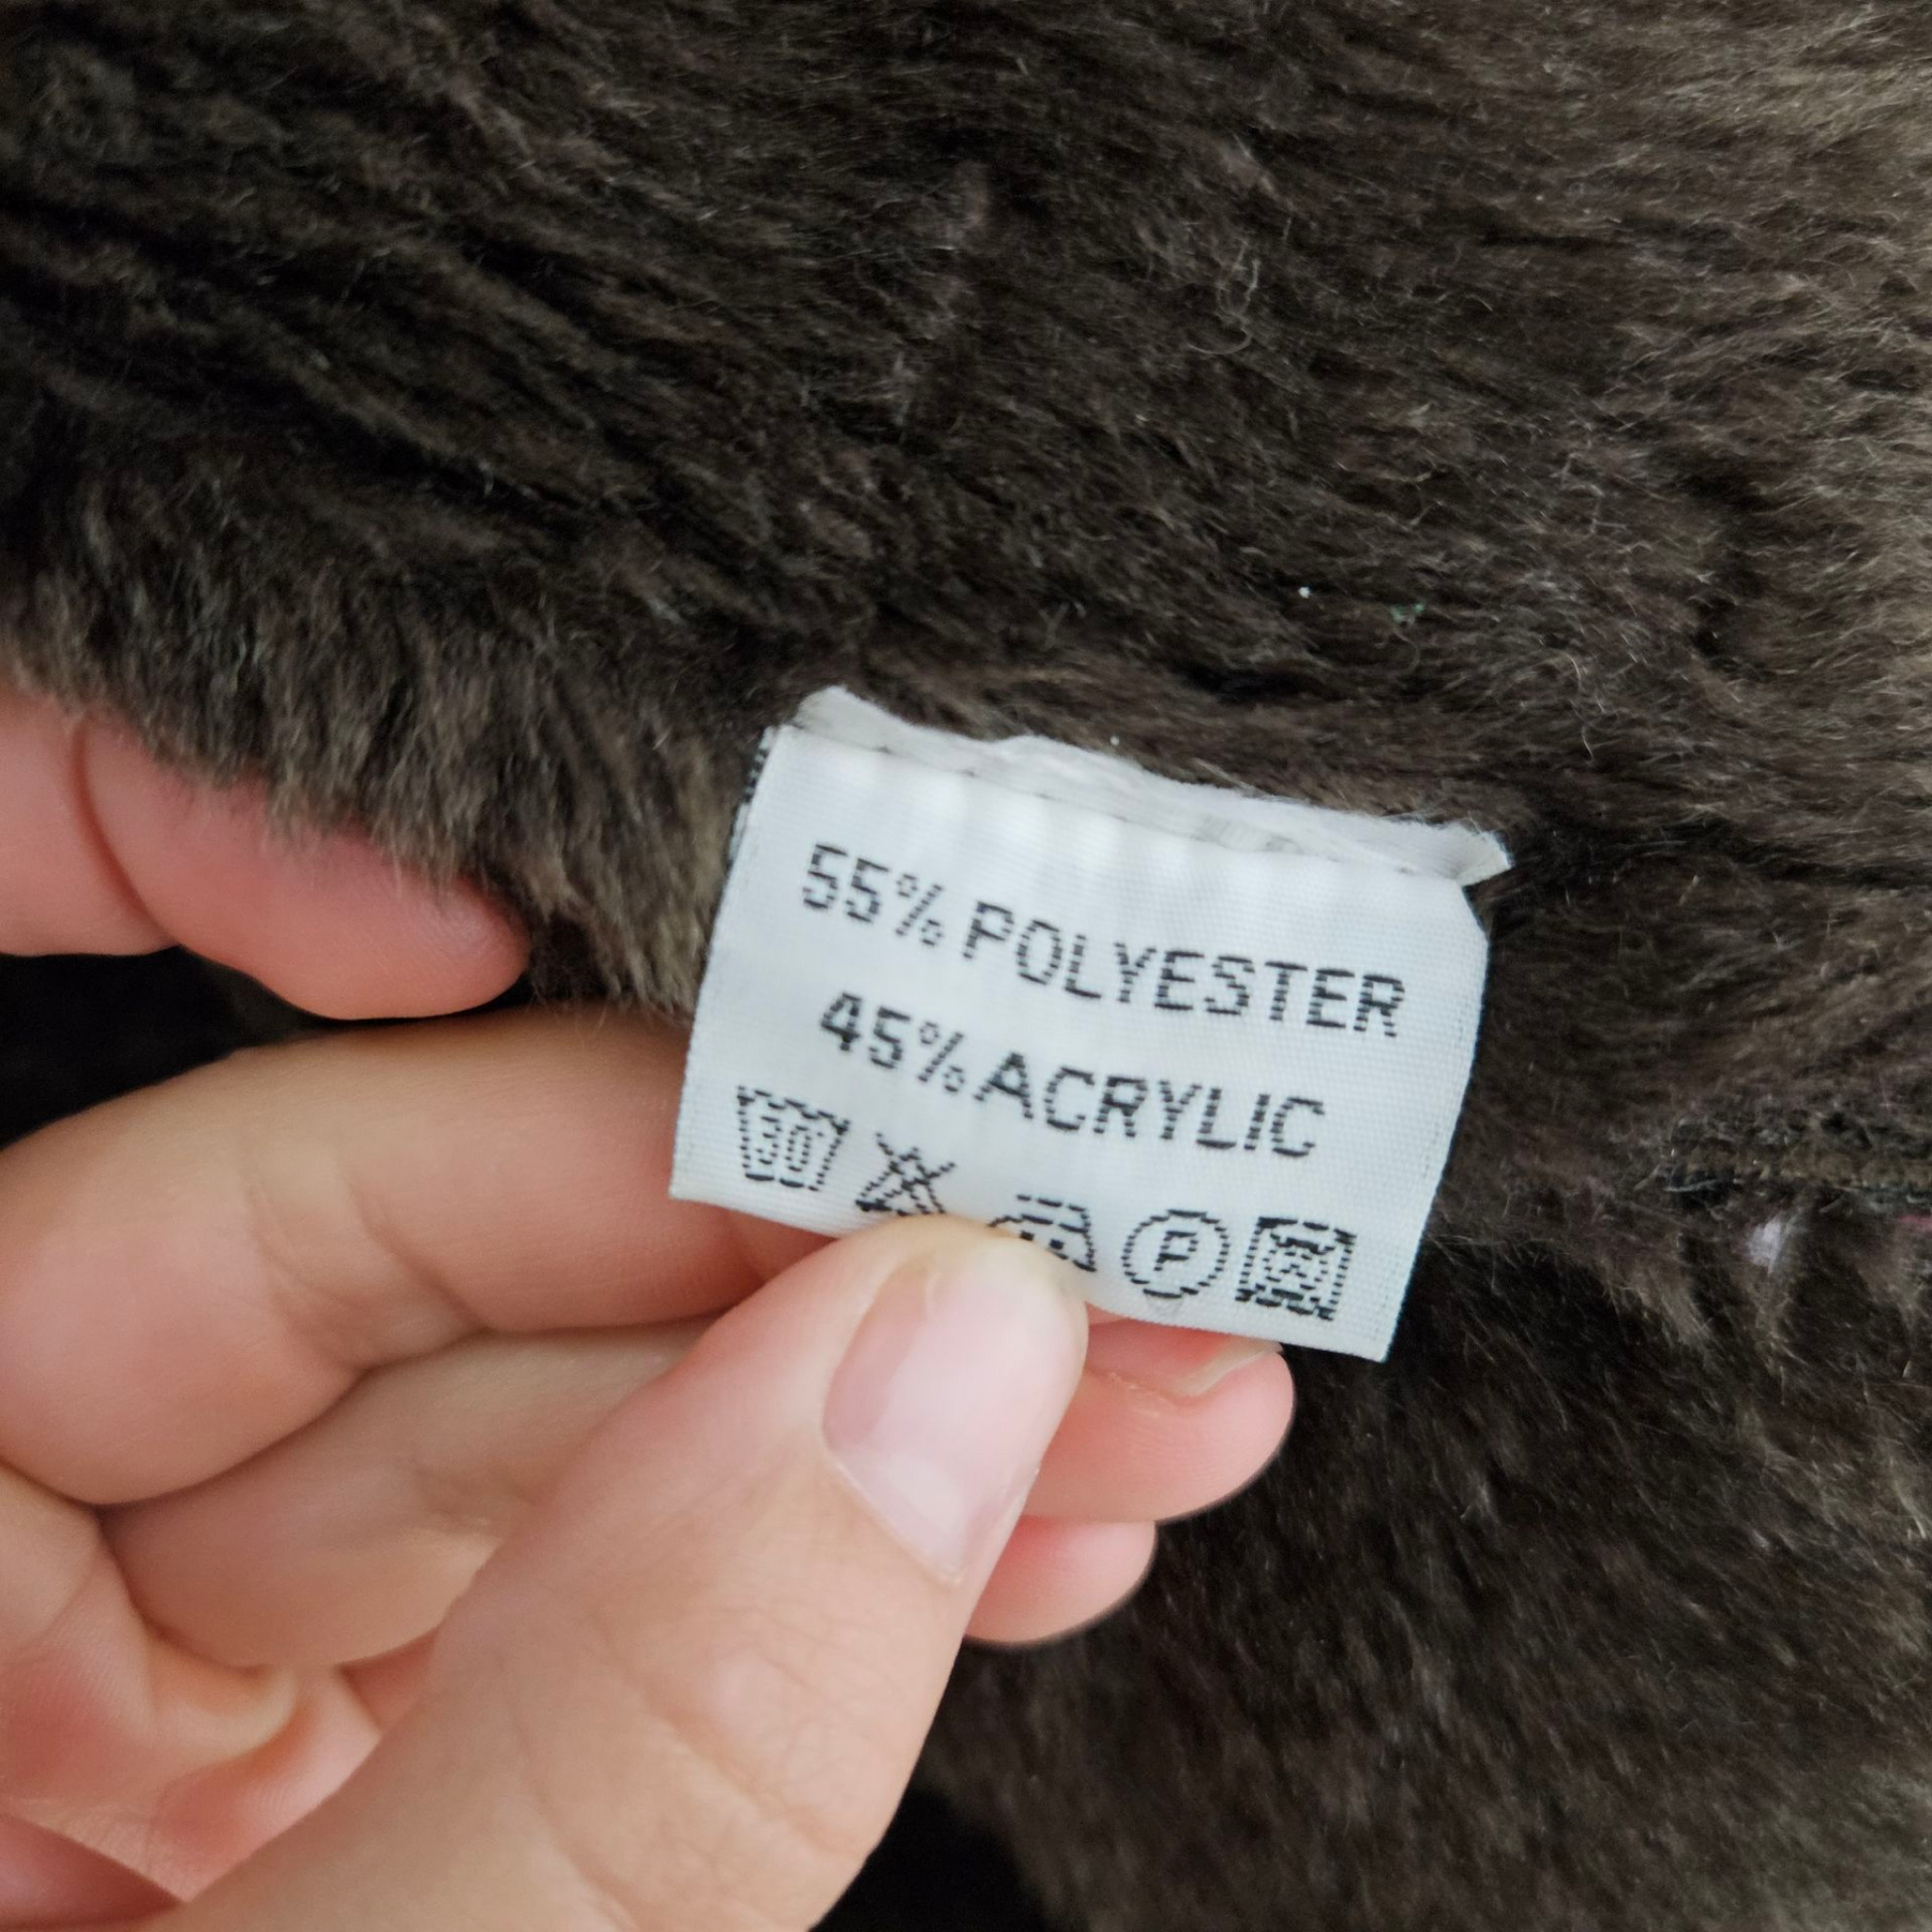 55% POLYESTER
45% ACRYLIC
30°
P